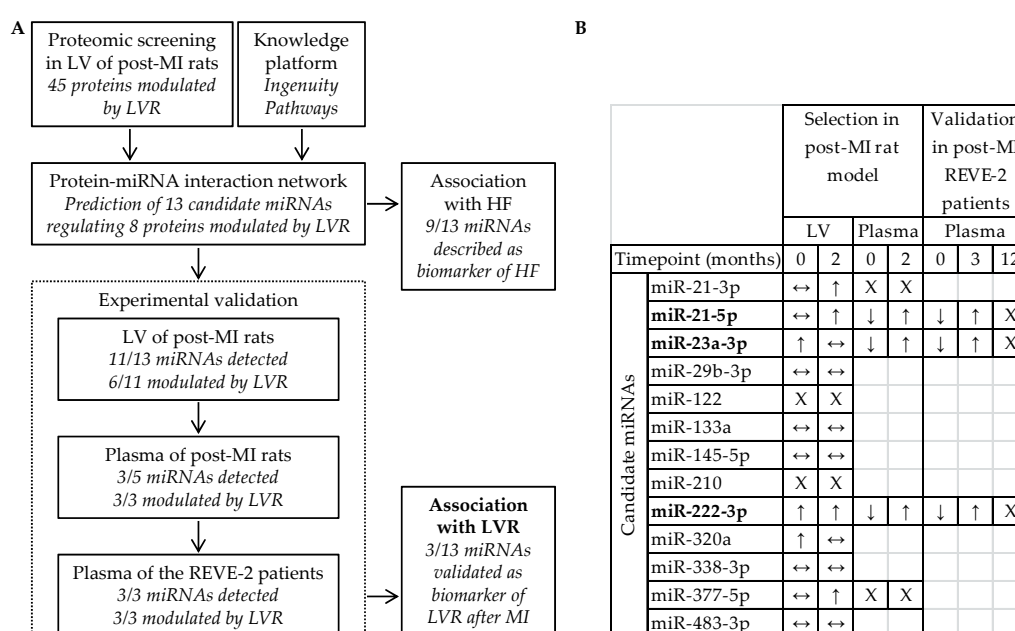 A
Proteomic screening
in LV of post-MI rats
45 proteins modulated
by LVR
Knowledge
platform
Ingenuity
Pathways
Protein-miRNA interaction network
Prediction of 13 candidate miRNAs
regulating 8 proteins modulated by LVR
Association
with HF
9/13 miRNAs
described as
biomarker of HF
Experimental validation
LV of post-MI rats
11/13 miRNAs detected
6/11 modulated by LVR
Plasma of post-MI rats
3/5 miRNAs detected
3/3 modulated by LVR
Plasma of the REVE-2 patients
3/3 miRNAs detected
3/3 modulated by LVR
Association
with LVR
3/13 miRNAs
validated as
biomarker of
LVR after MI
B
Selection in
post-MI rat
model
Validation
in post-MI
REVE-2
patients
LV Plasma Plasma
Timepoint (months) 0 2 0 2 0 3 12
Candidate miRNAs
miR-21-3p ↔ ↑ X X
miR-21-5p ↔ ↑ ↓ ↑ ↓ ↑ X
miR-23a-3p ↑ ↔ ↓ ↑ ↓ ↑ X
miR-29b-3p ↔ ↔
miR-122 X X
miR-133a ↔ ↔
miR-145-5p ↔ ↔
miR-210 X X
miR-222-3p ↑ ↑ ↓ ↑ ↓ ↑ X
miR-320a ↑ ↔
miR-338-3p ↔ ↔
miR-377-5p ↔ ↑ X X
miR-483-3p ↔ ↔